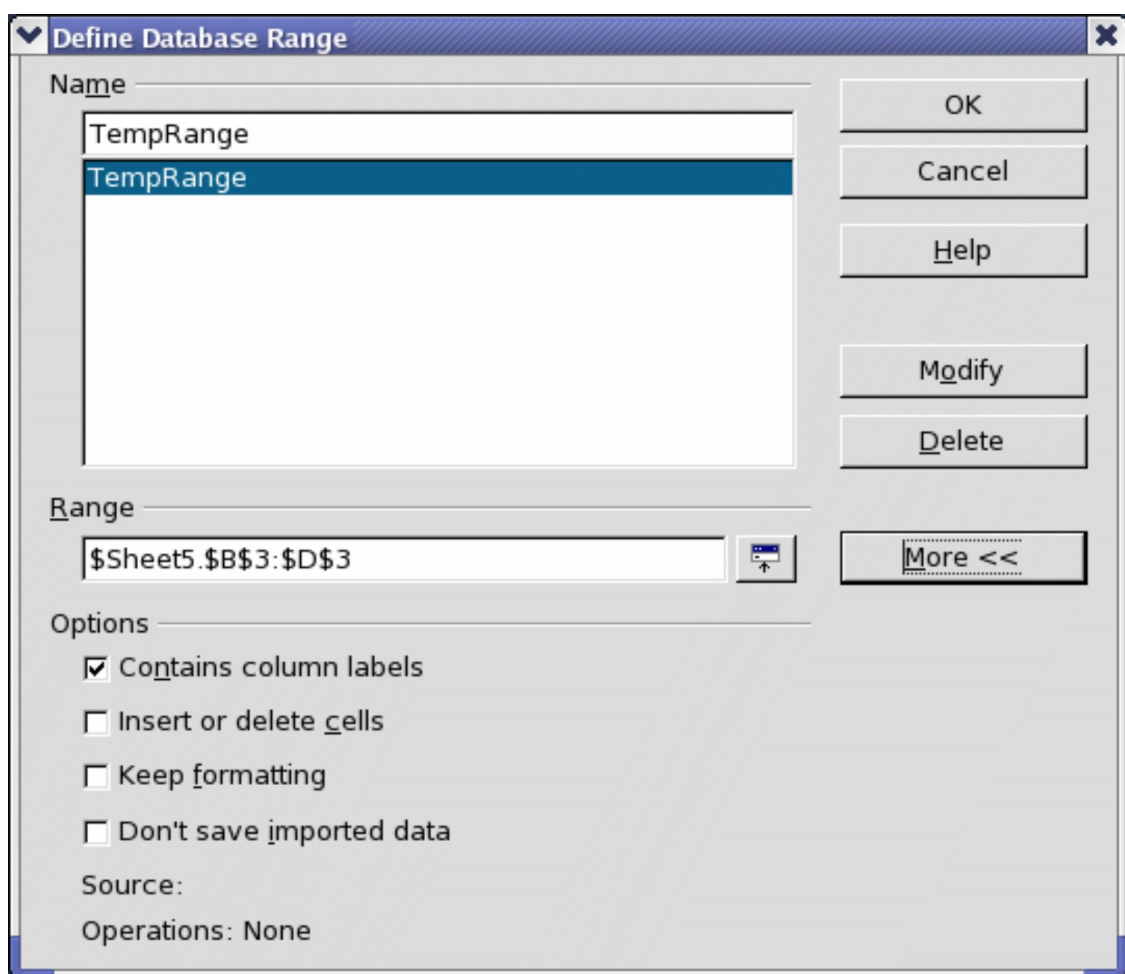 Define Database Range
Name
TempRange
TempRange
OK
Cancel
Help
Modify
Delete
Range
$Sheet5.$B$3:$D$3
More <<
Options
Contains column labels
Insert or delete cells
Keep formatting
Don't save imported data
Source:
Operations: None